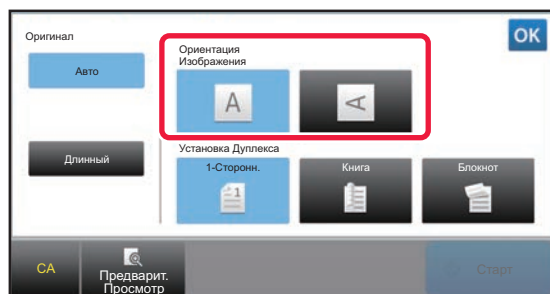 Оригинал
OK
Авто
Длинный
Ориентация
Изображения
A
A
Установка Дуплекса
1-Сторонн.
1
Книга
Блокнот
CA
Предварит.
Просмотр
Старт